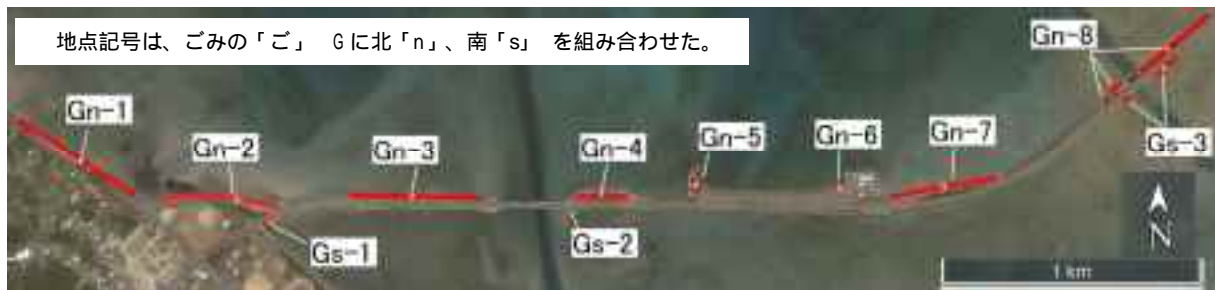 地点記号は、ごみの「ご」 Gに北「n」、南「s」 を組み合わせた。
Gn-8
Gn-1
Gn-2
Gn-3
Gn-4
Gn-5
Gn-6
Gn-7
Gs-3
Gs-1
Gs-2
N
1km